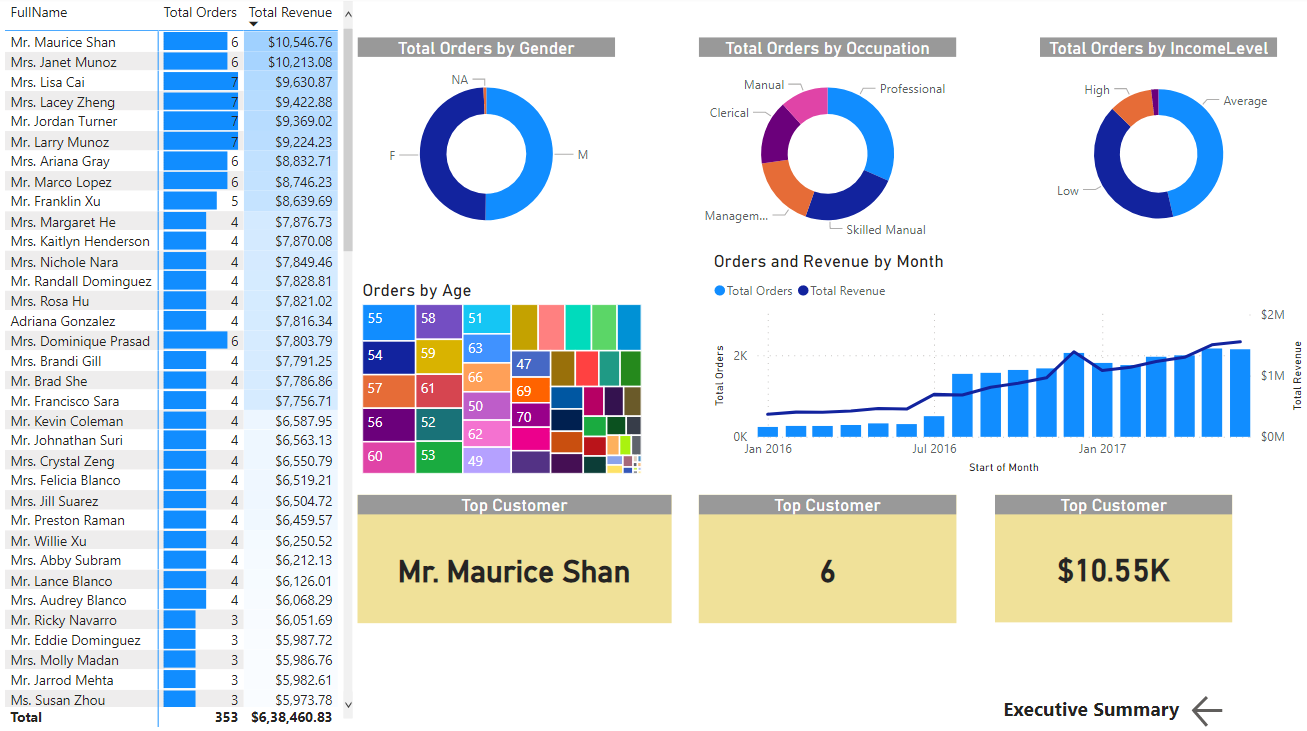 FullName Total Orders Total Revenue
Mr. Maurice Shan 6 $10,546.76
Mrs. Janet Munoz 6 $10,213.08
Mrs. Lisa Cai 7 $9,630.87
Mrs. Lacey Zheng 7 $9,422.88
Mr. Jordan Turner 7 $9,369.02
Mr. Larry Munoz 7 $9,224.23
Mrs. Ariana Gray 6 $8,832.71
Mr. Marco Lopez 6 $8,746.23
Mr. Franklin Xu 5 $8,639.69
Mrs. Margaret He 4 $7,876.73
Mrs. Kaitlyn Henderson 4 $7,870.08
Mrs. Nichole Nara 4 $7,849.46
Mr. Randall Dominguez 4 $7,828.81
Mrs. Rosa Hu 4 $7,821.02
Adriana Gonzalez 4 $7,816.34
Mrs. Dominique Prasad 6 $7,803.79
Mrs. Brandi Gill 4 $7,791.25
Mr. Brad She 4 $7,786.86
Mr. Francisco Sara 4 $7,756.71
Mr. Kevin Coleman 4 $6,587.95
Mr. Johnathan Suri 4 $6,563.13
Mrs. Crystal Zeng 4 $6,550.79
Mrs. Felicia Blanco 4 $6,519.21
Mrs. Jill Suarez 4 $6,504.72
Mr. Preston Raman 4 $6,459.57
Mr. Willie Xu 4 $6,250.52
Mrs. Abby Subram 4 $6,212.13
Mr. Lance Blanco 4 $6,126.01
Mrs. Audrey Blanco 4 $6,068.29
Mr. Ricky Navarro 3 $6,051.69
Mr. Eddie Dominguez 3 $5,987.72
Mrs. Molly Madan 3 $5,986.76
Mr. Jarrod Mehta 3 $5,982.61
Ms. Susan Zhou 3 $5,973.78
Total 353 $6,38,460.83
Total Orders by Gender
NA
F
M
Total Orders by Occupation
Manual
Professional
Clerical
Managem...
Skilled Manual
Total Orders by IncomeLevel
High
Average
Low
Orders by Age
55 58 51
54 59 63 47
57 61 66 69
56 52 50 70
60 53 62
49
Orders and Revenue by Month
Total Orders Total Revenue
Total Orders
2K
0K
$2M
$1M
$0M
Total Revenue
Jan 2016 Jul 2016 Jan 2017
Start of Month
Top Customer
Mr. Maurice Shan
Top Customer
6
Top Customer
$10.55K
Executive Summary